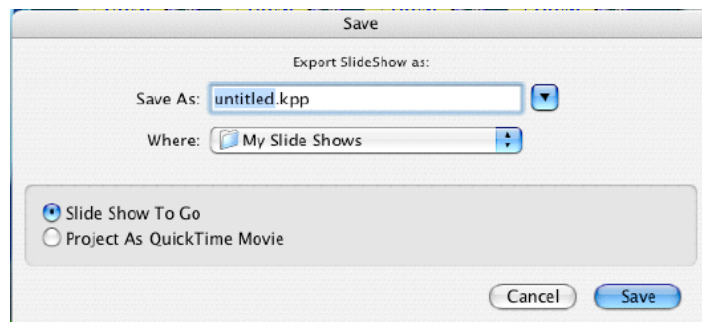 Save
Export SlideShow as:
Save As: untitled.kpp
Where: My Slide Shows
Slide Show To Go
Project As QuickTime Movie
Cancel Save